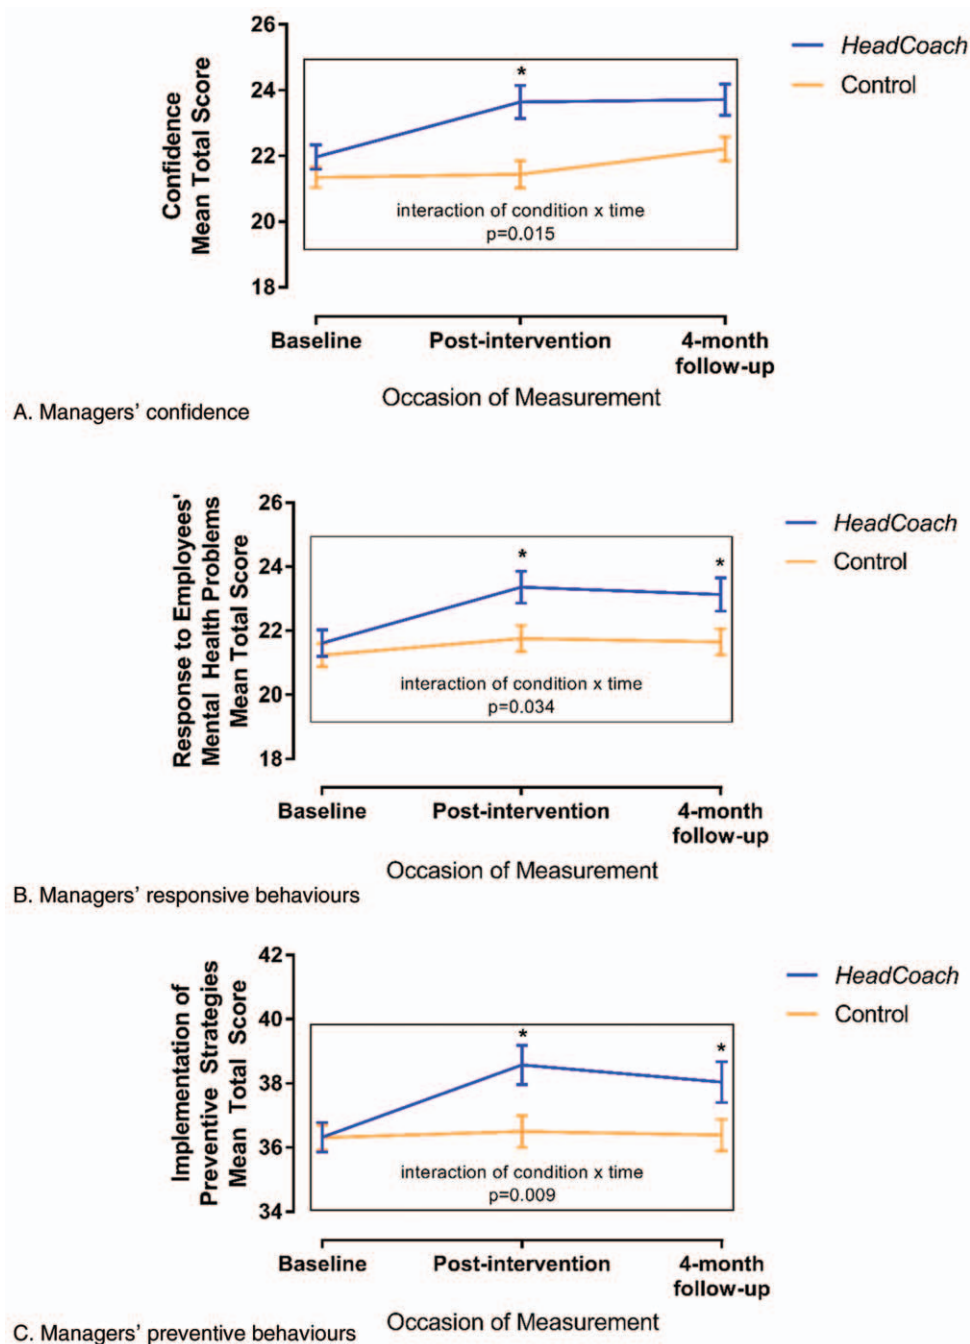 26
24
22
20
18
Confidence
Mean Total Score
*
HeadCoach
Control
interaction of condition x time
p=0.015
Baseline
Post-intervention
4-month
follow-up
Occasion of Measurement
A. Managers' confidence
26
24
22
20
18
Response to Employees'
Mental Health Problems
Mean Total Score
*
*
HeadCoach
Control
interaction of condition x time
p=0.034
Baseline
Post-intervention
4-month
follow-up
Occasion of Measurement
B. Managers' responsive behaviours
42
40
38
36
34
Implementation of
Preventive Strategies
Mean Total Score
*
*
HeadCoach
Control
interaction of condition x time
p=0.009
Baseline
Post-intervention
4-month
follow-up
Occasion of Measurement
C. Managers' preventive behaviours